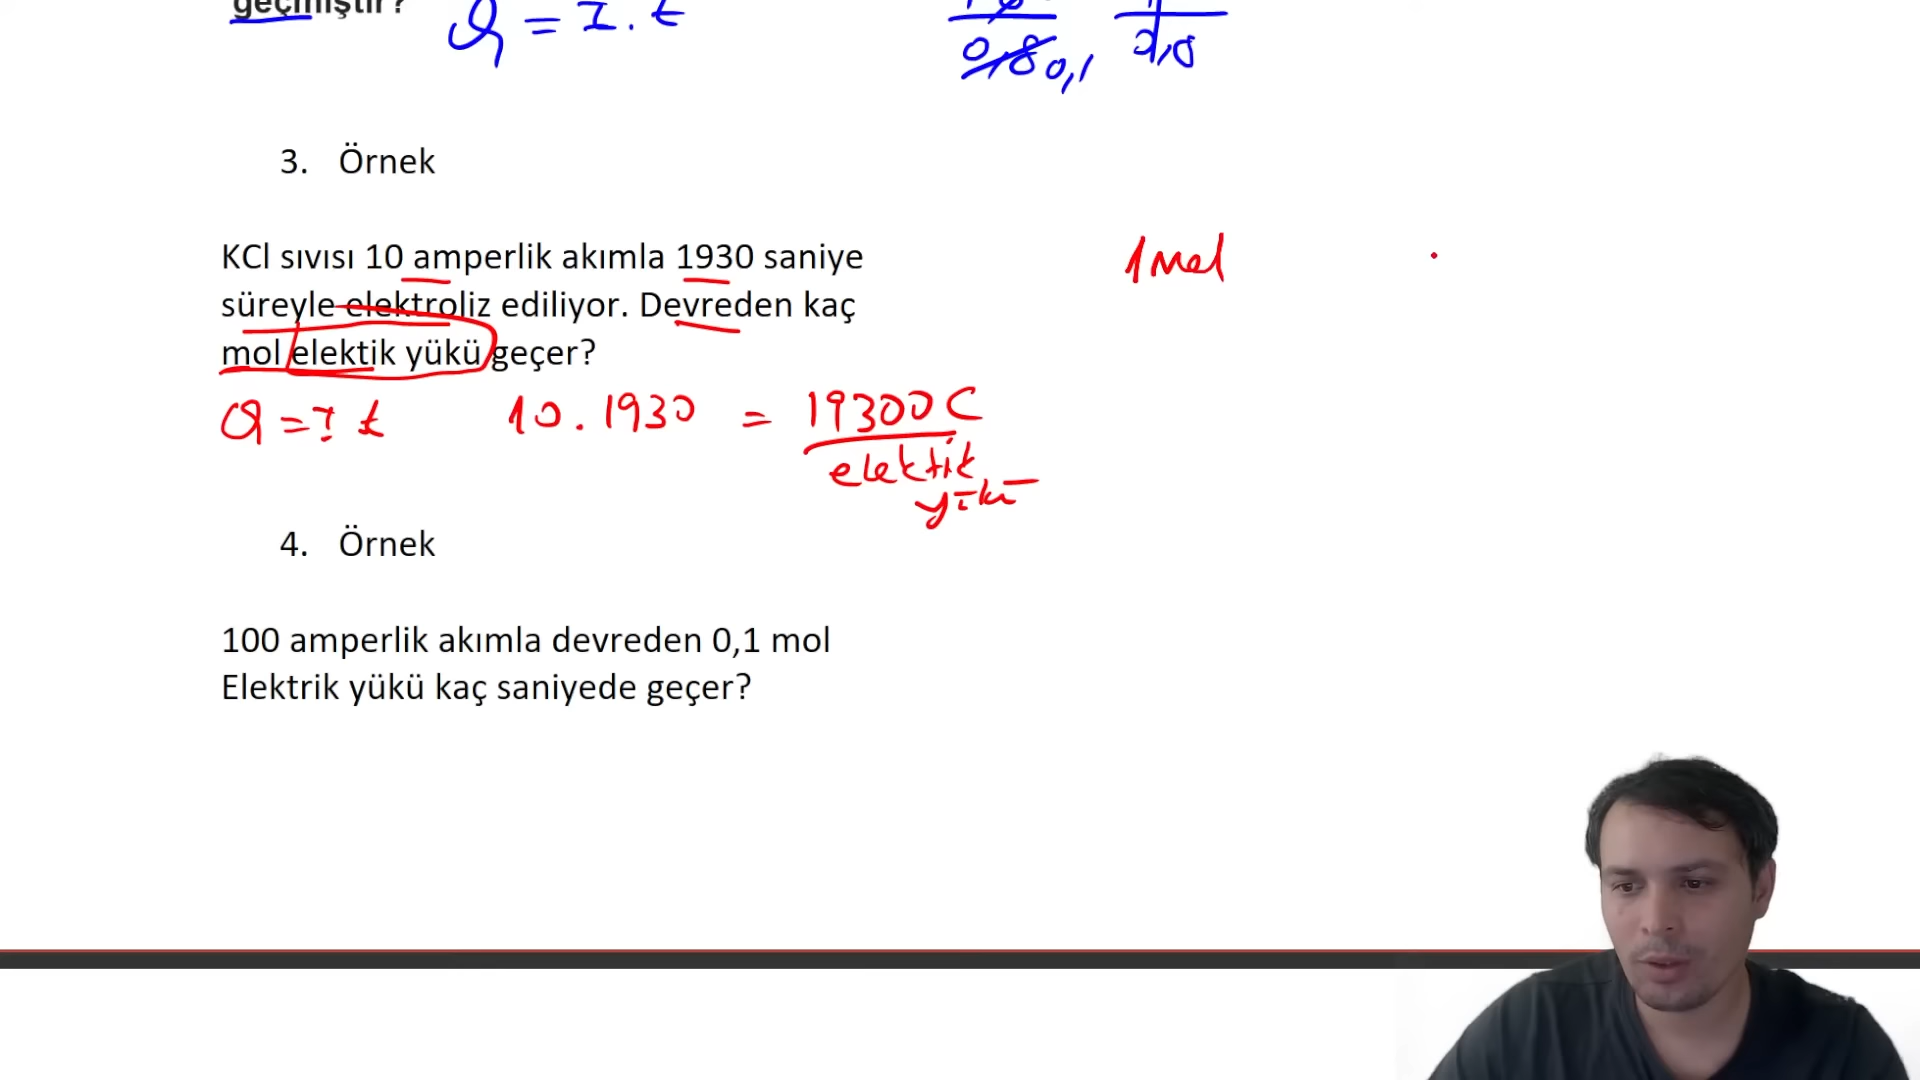 geçmiştir?
Q = I . t
0,8 0,1
3. Örnek
KCl sıvısı 10 amperlik akımla 1930 saniye
süreyle elektroliz ediliyor. Devreden kaç
mol elektik yükü geçer?
1 mol
Q = I t 10 . 1930 = 19300 C
elektik
yükü
4. Örnek
100 amperlik akımla devreden 0,1 mol
Elektrik yükü kaç saniyede geçer?